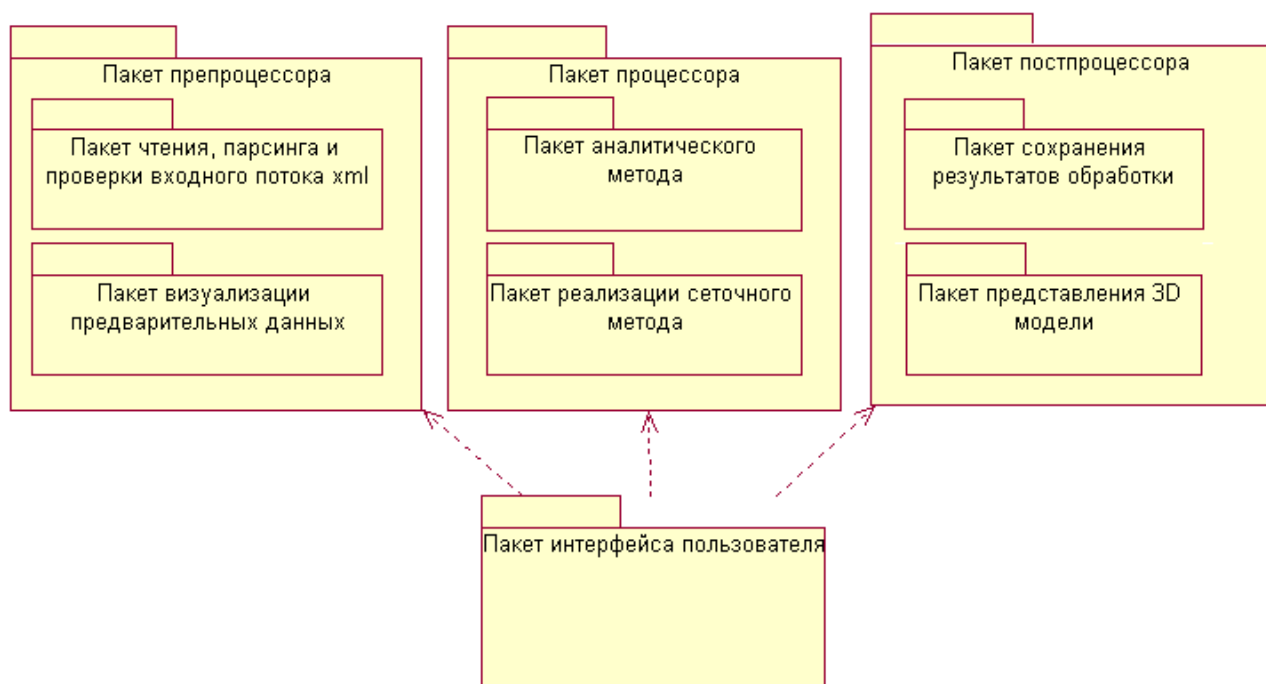 Пакет препроцессора
Пакет чтения, парсинга и
проверки входного потока xml
Пакет визуализации
предварительных данных
Пакет процессора
Пакет аналитического
метода
Пакет реализации сеточного
метода
Пакет постпроцессора
Пакет сохранения
результатов обработки
Пакет представления 3D
модели
Пакет интерфейса пользователя